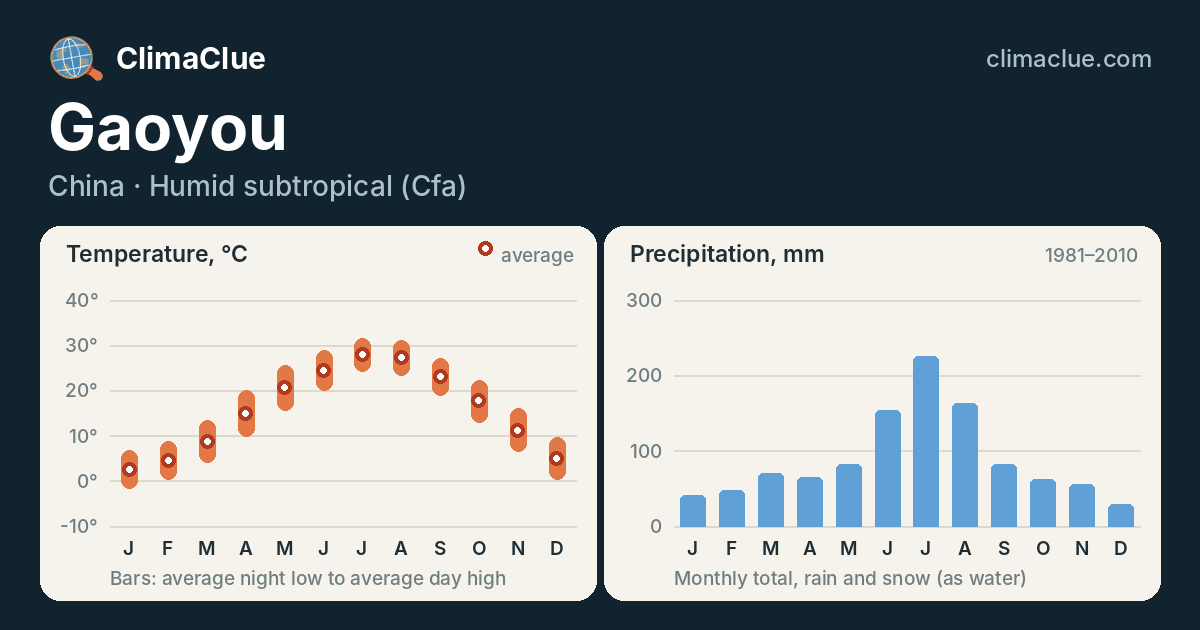 ClimaClue
climaclue.com
Gaoyou
China · Humid subtropical (Cfa)
Temperature, °C
average
40°
30°
20°
10°
0°
-10°
J F M A M J J A S O N D
Bars: average night low to average day high
Precipitation, mm
1981–2010
300
200
100
0
J F M A M J J A S O N D
Monthly total, rain and snow (as water)